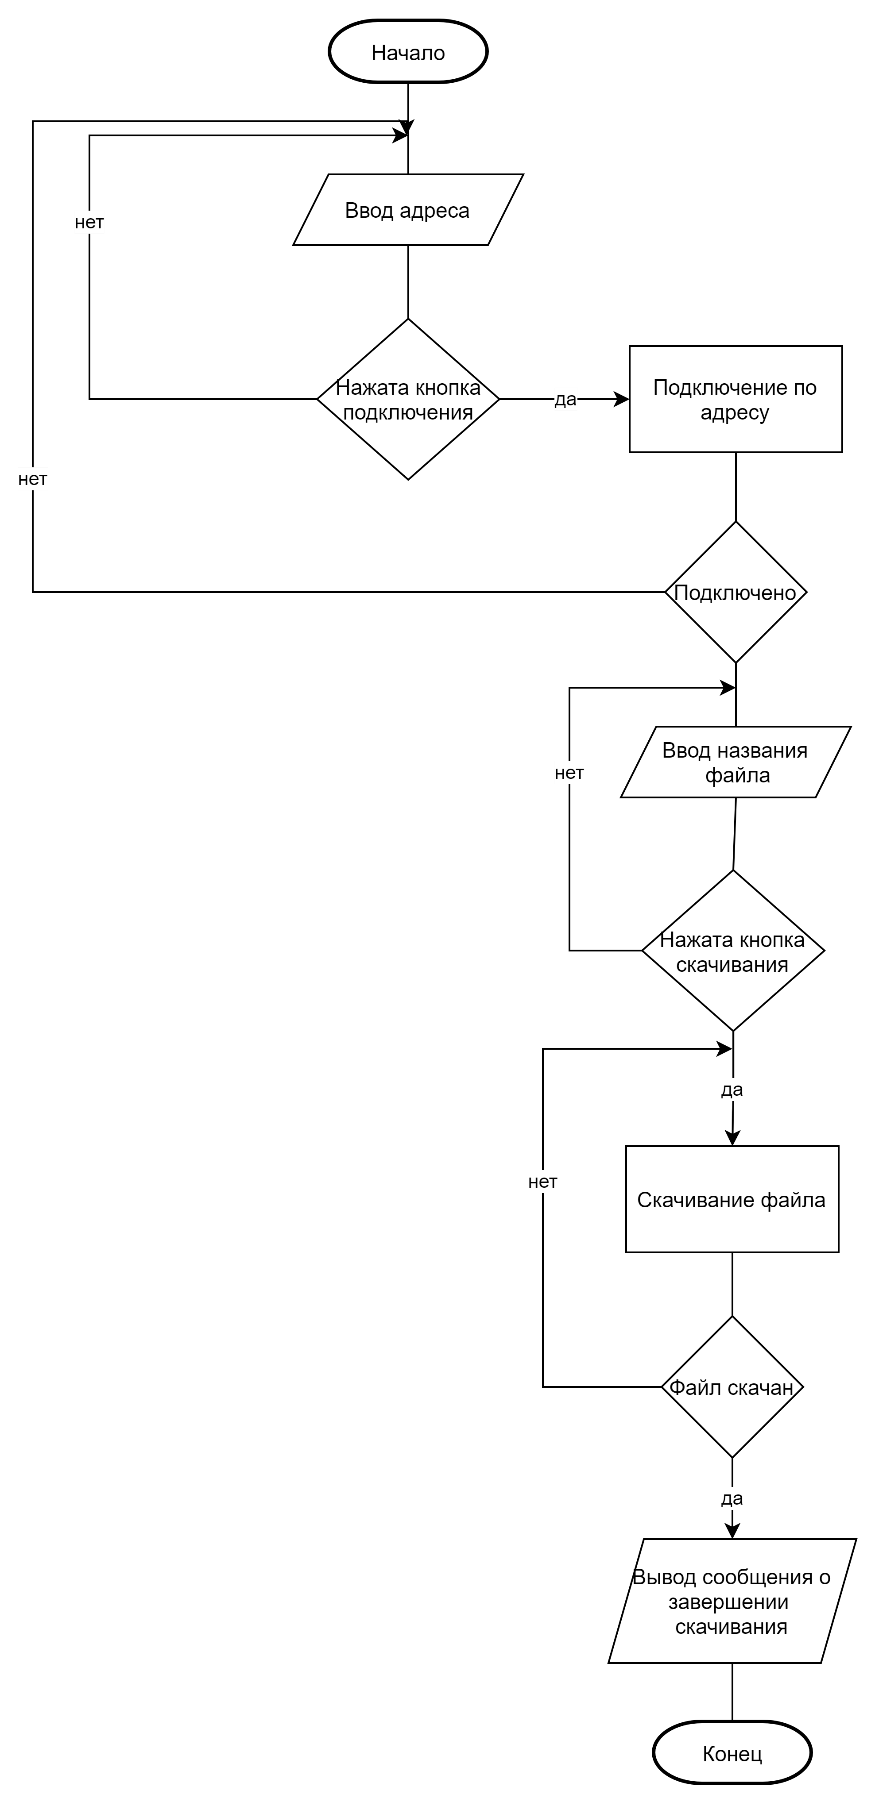 Начало
Ввод адреса
нет
Нажата кнопка
подключения
да
Подключение по
адресу
нет
Подключено
Ввод названия
файла
нет
Нажата кнопка
скачивания
да
нет
Скачивание файла
Файл скачан
да
Вывод сообщения о
завершении
скачивания
Конец